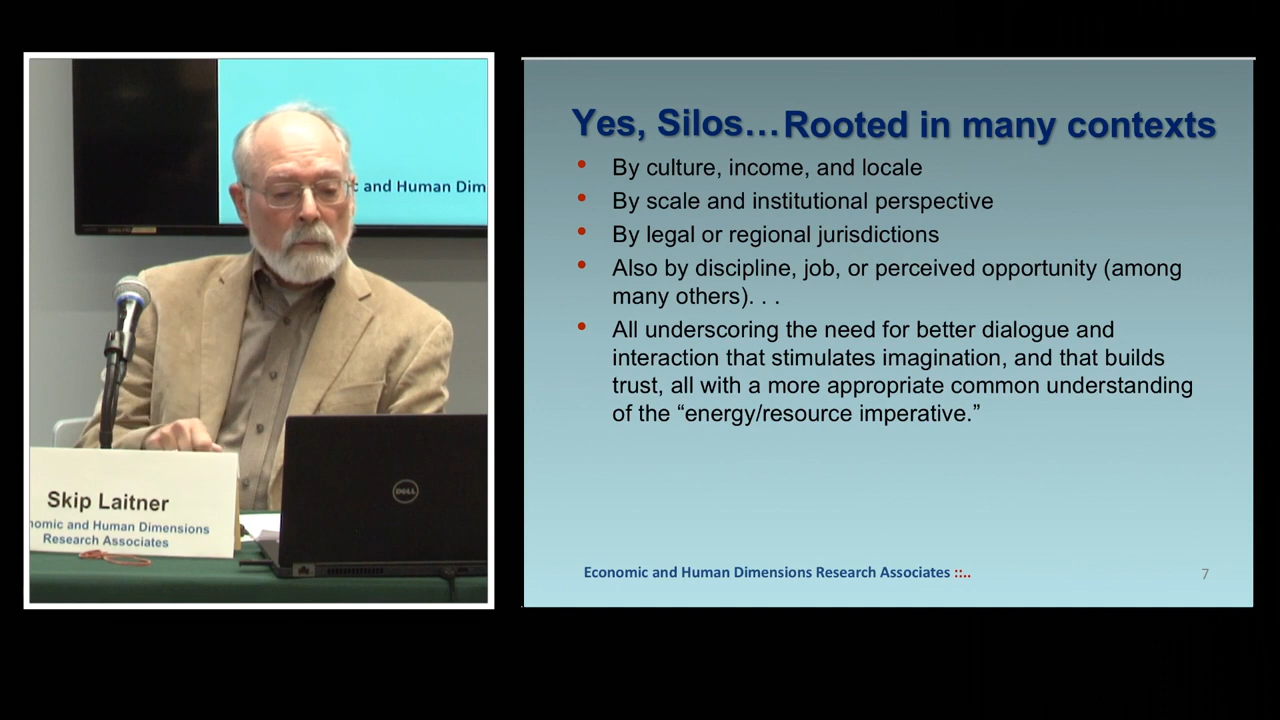 c and Human Dim
Skip Laitner
nomic and Human Dimensions
Research Associates
DELL
Yes, Silos…Rooted in many contexts
• By culture, income, and locale
• By scale and institutional perspective
• By legal or regional jurisdictions
• Also by discipline, job, or perceived opportunity (among
many others). . .
• All underscoring the need for better dialogue and
interaction that stimulates imagination, and that builds
trust, all with a more appropriate common understanding
of the “energy/resource imperative.”
Economic and Human Dimensions Research Associates ::..
7